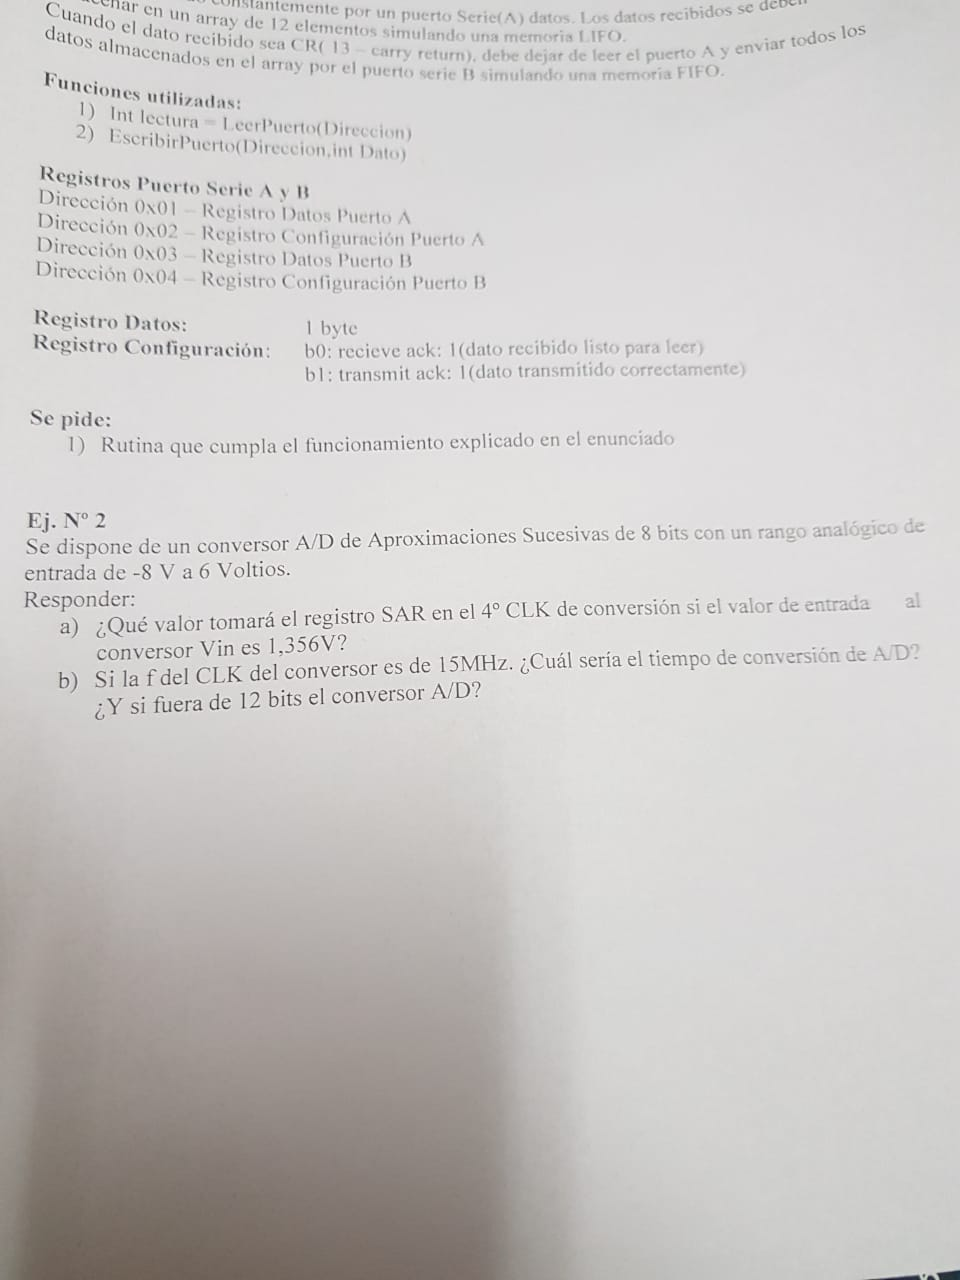 constantemente por un puerto Serie(A) datos. Los datos recibidos se deben
en un array de 12 elementos simulando una memoria LIFO.
Cuando el dato recibido sea CR( 13 – carry return), debe dejar de leer el puerto A y enviar todos los
datos almacenados en el array por el puerto serie B simulando una memoria FIFO.
Funciones utilizadas:
1) Int lectura = LeerPuerto(Direccion)
2) EscribirPuerto(Direccion,int Dato)
Registros Puerto Serie A y B
Dirección 0x01 – Registro Datos Puerto A
Dirección 0x02 – Registro Configuración Puerto A
Dirección 0x03 – Registro Datos Puerto B
Dirección 0x04 – Registro Configuración Puerto B
Registro Datos: 1 byte
Registro Configuración: b0: recieve ack: 1(dato recibido listo para leer)
b1: transmit ack: 1(dato transmitido correctamente)
Se pide:
1) Rutina que cumpla el funcionamiento explicado en el enunciado
Ej. Nº 2
Se dispone de un conversor A/D de Aproximaciones Sucesivas de 8 bits con un rango analógico de
entrada de -8 V a 6 Voltios.
Responder:
a) ¿Qué valor tomará el registro SAR en el 4º CLK de conversión si el valor de entrada al
conversor Vin es 1,356V?
b) Si la f del CLK del conversor es de 15MHz. ¿Cuál sería el tiempo de conversión de A/D?
¿Y si fuera de 12 bits el conversor A/D?